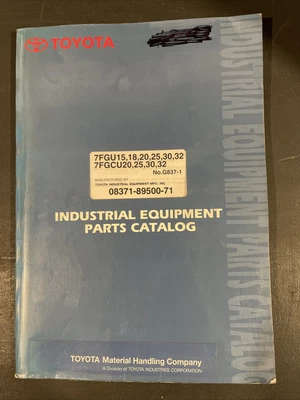 TOYOTA
7FGU15,18,20,25,30,32
7FGCU20,25,30,32
No.G837-1
MANUFACTURED BY
TOYOTA INDUSTRIAL EQUIPMENT MFG., INC.
08371-89500-71
INDUSTRIAL EQUIPMENT
PARTS CATALOG
TOYOTA Material Handling Company
A Division of TOYOTA INDUSTRIES CORPORATION
INDUSTRIAL EQUIPMENT PARTS CATALOG